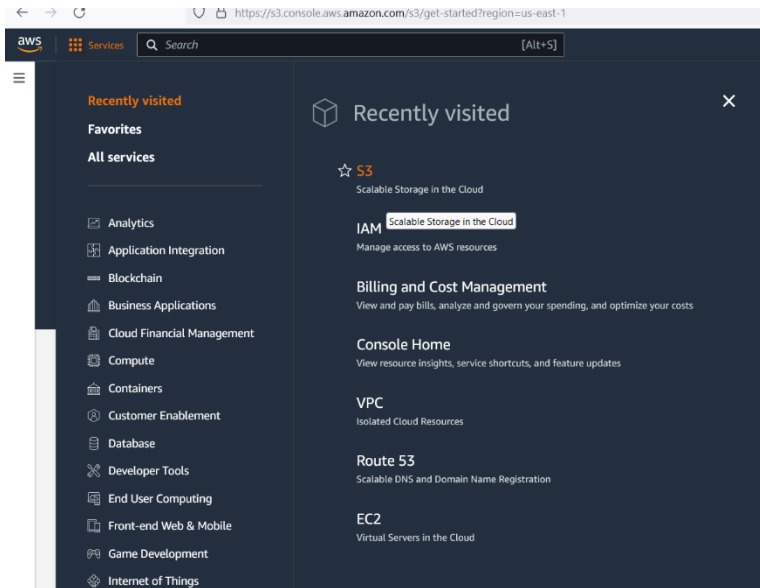 https://s3.console.aws.amazon.com/s3/get-started?region=us-east-1
aws
Services
Search
[Alt+S]
Recently visited
Favorites
All services
Analytics
Application Integration
Blockchain
Business Applications
Cloud Financial Management
Compute
Containers
Customer Enablement
Database
Developer Tools
End User Computing
Front-end Web & Mobile
Game Development
Internet of Things
Recently visited
S3
Scalable Storage in the Cloud
IAM
Scalable Storage in the Cloud
Manage access to AWS resources
Billing and Cost Management
View and pay bills, analyze and govern your spending, and optimize your costs
Console Home
View resource insights, service shortcuts, and feature updates
VPC
Isolated Cloud Resources
Route 53
Scalable DNS and Domain Name Registration
EC2
Virtual Servers in the Cloud